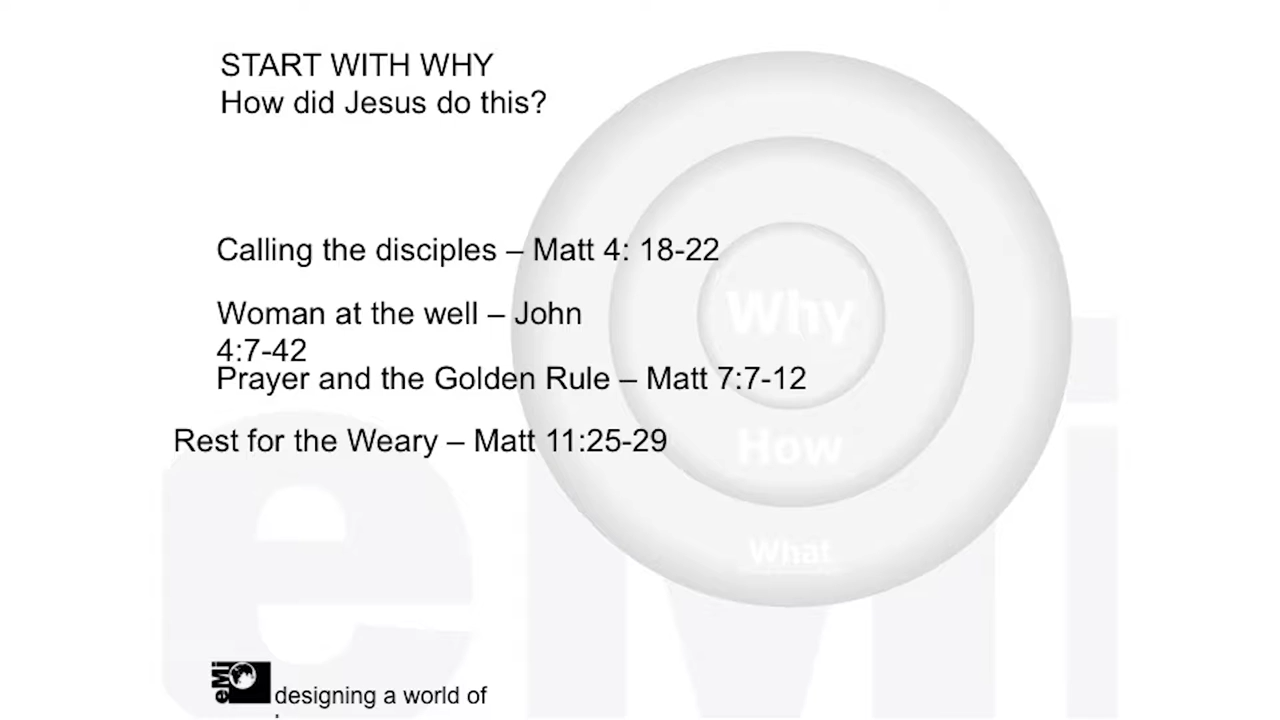 START WITH WHY
How did Jesus do this?
Calling the disciples – Matt 4: 18-22
Woman at the well – John
4:7-42
Prayer and the Golden Rule – Matt 7:7-12
Rest for the Weary – Matt 11:25-29
Why
How
What
eMi
eMi
designing a world of